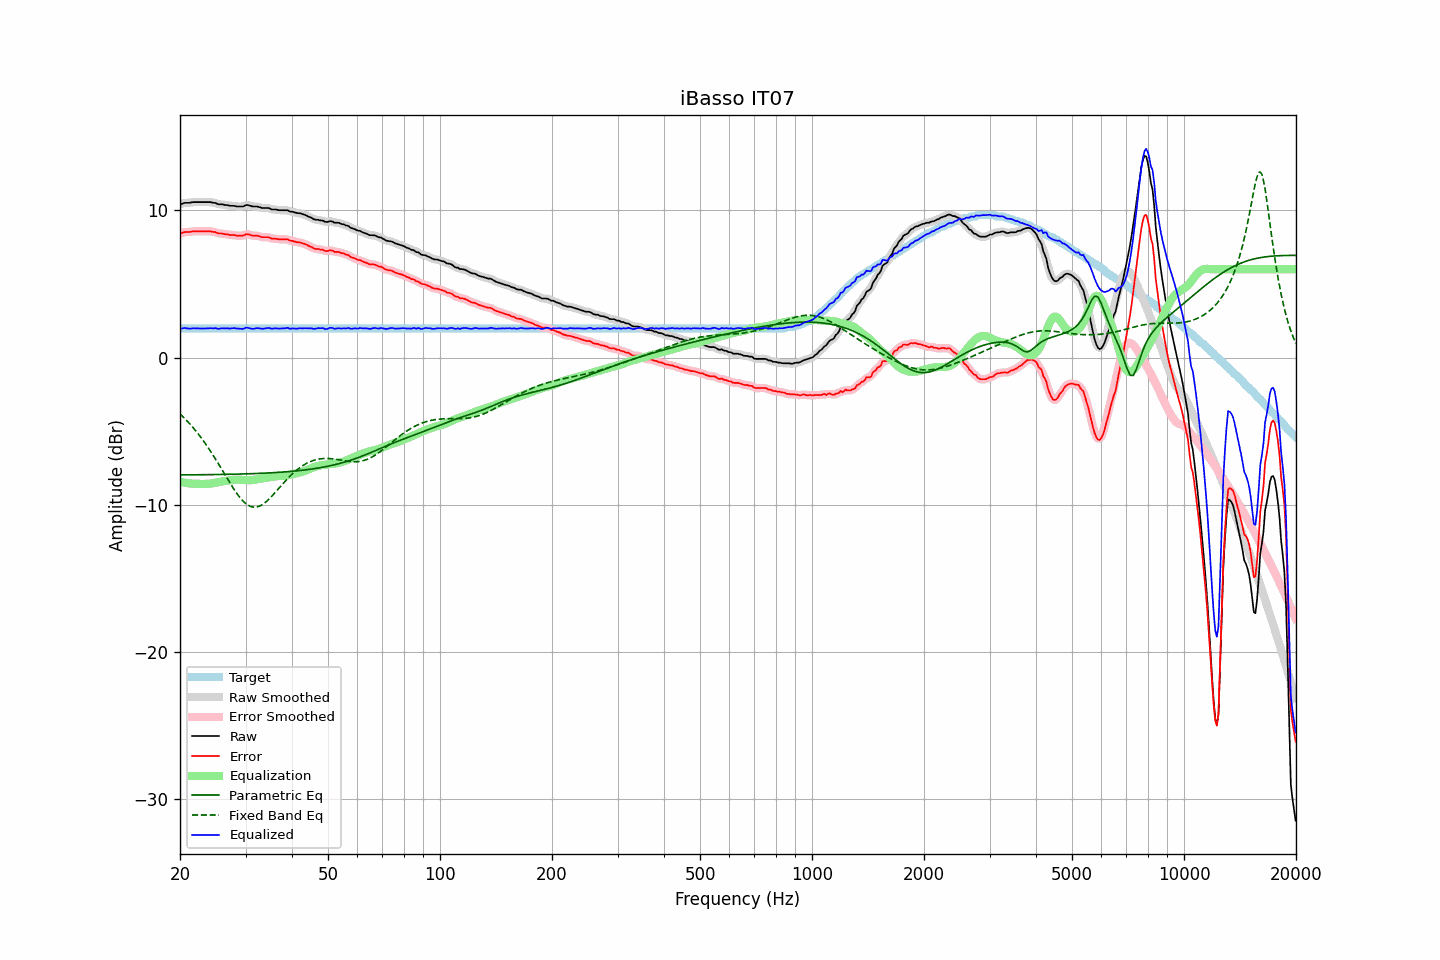 iBasso IT07
Amplitude (dBr)
10
0
−10
−20
−30
Target
Raw Smoothed
Error Smoothed
Raw
Error
Equalization
Parametric Eq
Fixed Band Eq
Equalized
20 50 100 200 500 1000 2000 5000 10000 20000
Frequency (Hz)